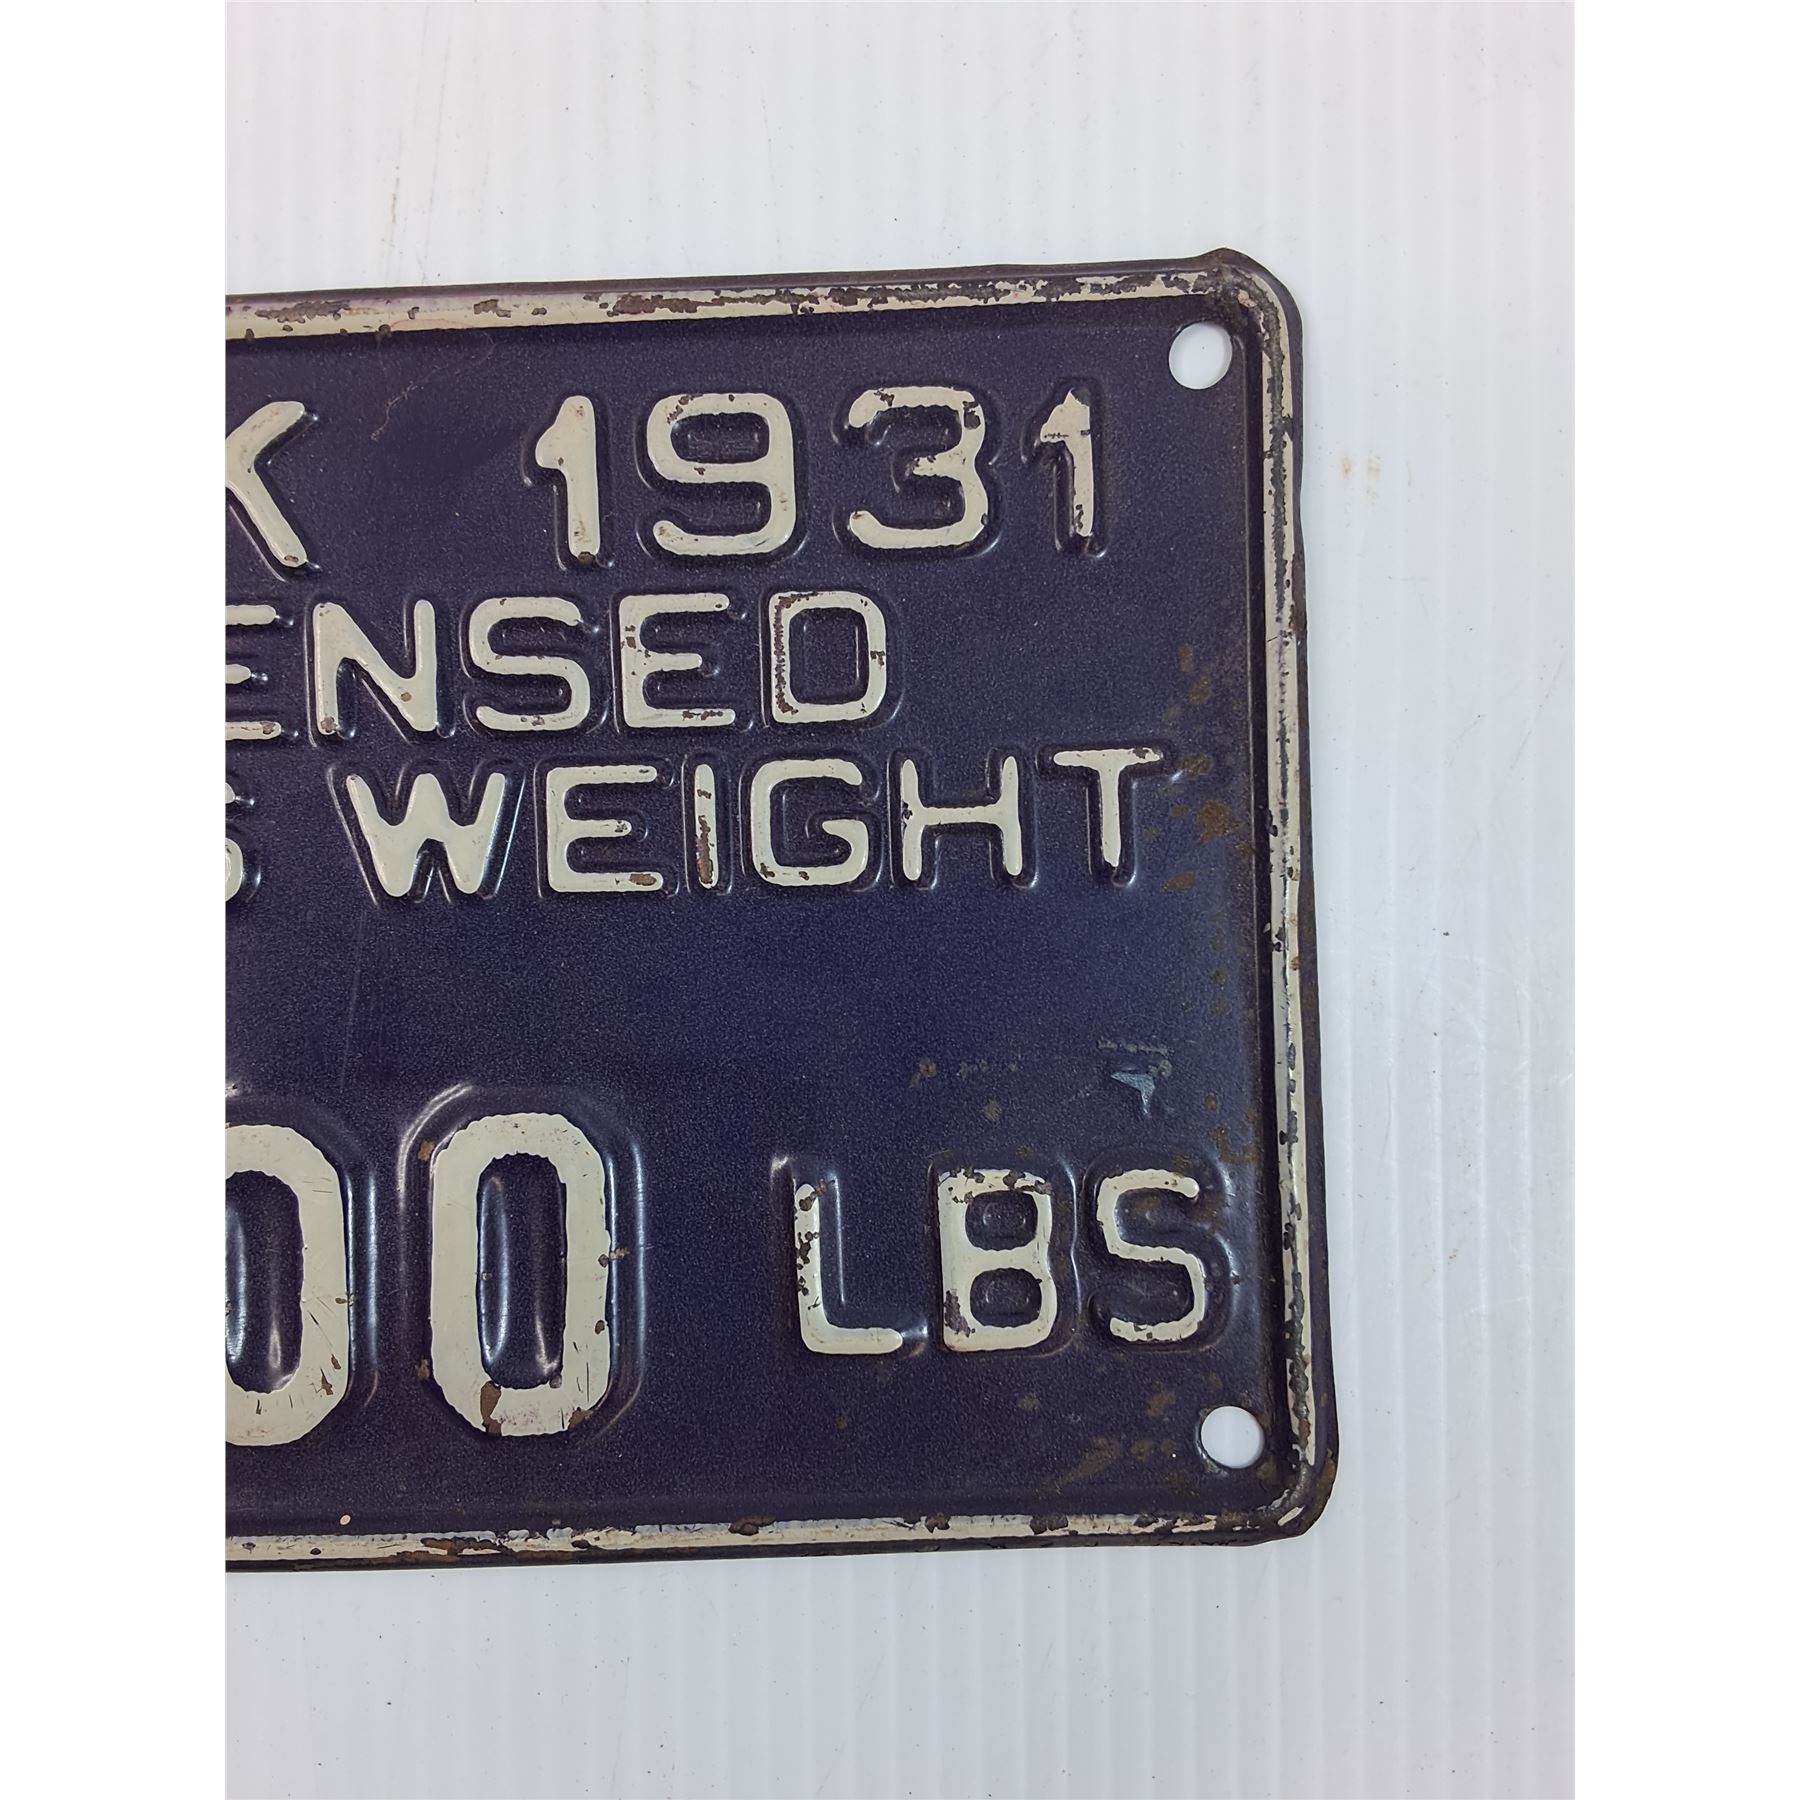 K 1931
ENSED
S WEIGHT
00 LBS